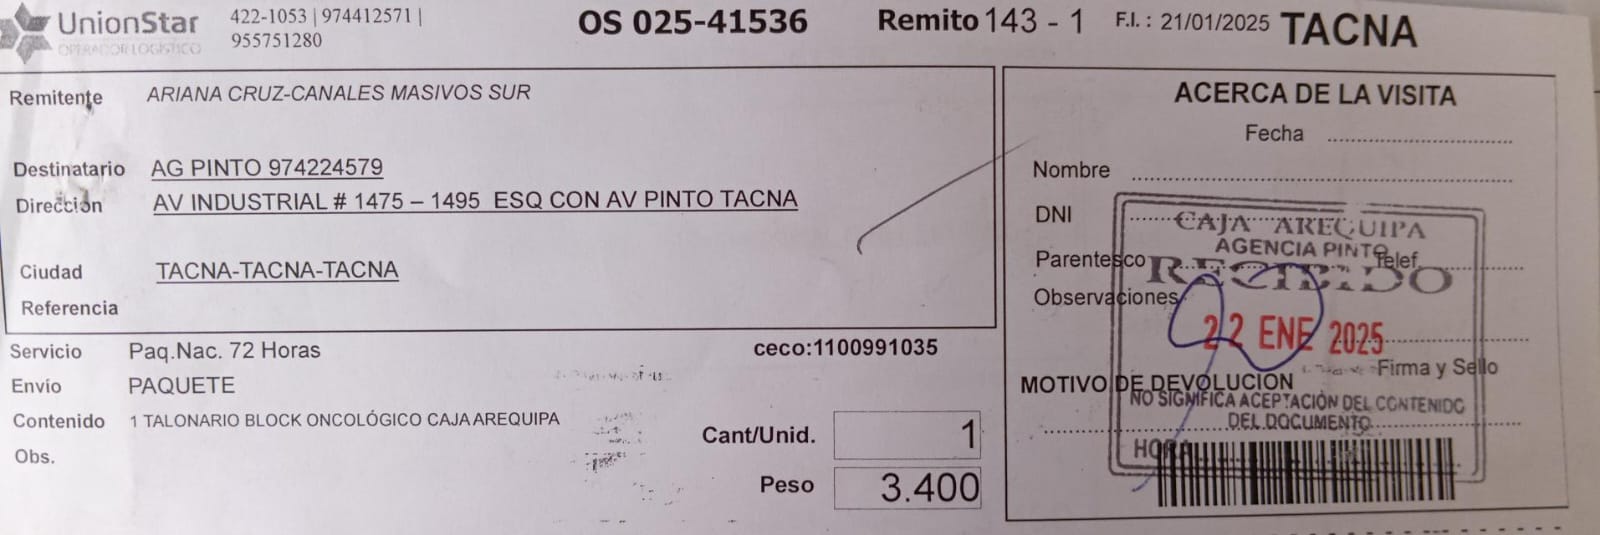 UnionStar
OPERADOR LOGÍSTICO
422-1053 | 974412571 |
955751280
OS 025-41536
Remito 143 - 1
F.I. : 21/01/2025
TACNA
Remitente ARIANA CRUZ-CANALES MASIVOS SUR
Destinatario AG PINTO 974224579
Dirección AV INDUSTRIAL # 1475 – 1495 ESQ CON AV PINTO TACNA
Ciudad TACNA-TACNA-TACNA
Referencia
Servicio Paq.Nac. 72 Horas
ceco:1100991035
Envío PAQUETE
Contenido 1 TALONARIO BLOCK ONCOLÓGICO CAJA AREQUIPA
Obs.
Cant/Unid. 1
Peso 3.400
ACERCA DE LA VISITA
Fecha
Nombre
DNI
Parentesco
Telef
Observaciones
Firma y Sello
MOTIVO DE DEVOLUCION
CAJA AREQUIPA
AGENCIA PINTO
RECIBIDO
22 ENE 2025
NO SIGNIFICA ACEPTACIÓN DEL CONTENIDO
DEL DOCUMENTO
HORA